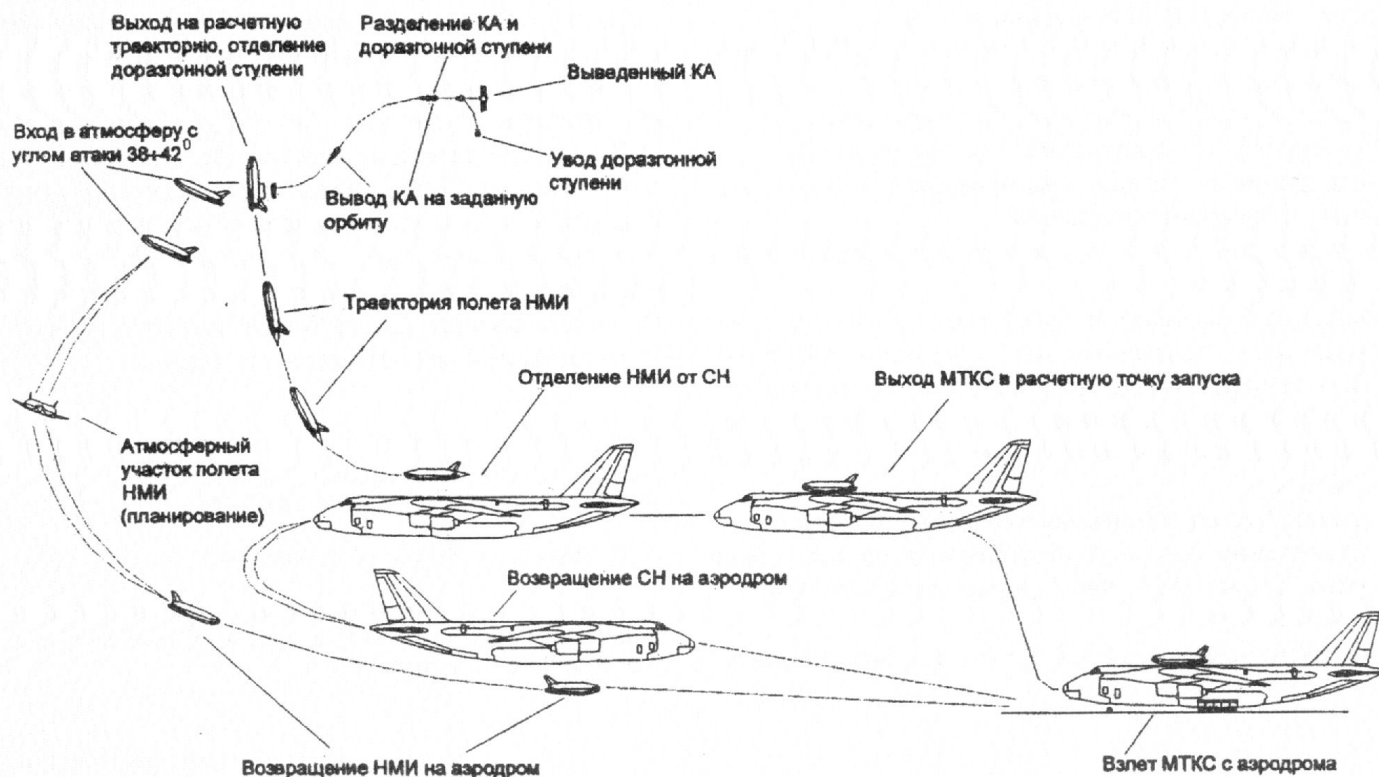 Выход на расчетную
траекторию, отделение
доразгонной ступени
Разделение КА и
доразгонной ступени
Выведенный КА
Вход в атмосферу с
углом атаки 38÷42⁰
Увод доразгонной
ступени
Вывод КА на заданную
орбиту
Траектория полета НМИ
Отделение НМИ от СН
Выход МТКС в расчетную точку запуска
Атмосферный
участок полета
НМИ
(планирование)
Возвращение СН на аэродром
Возвращение НМИ на аэродром
Взлет МТКС с аэродрома